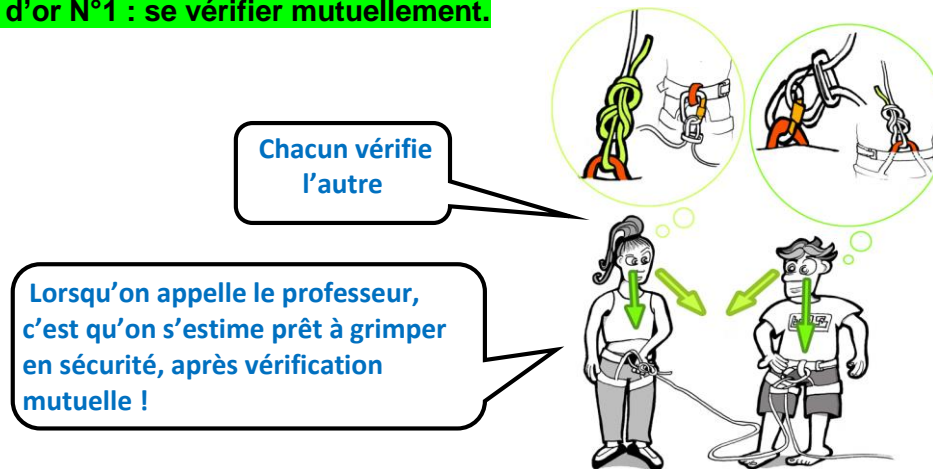 d’or N°1 : se vérifier mutuellement.
Chacun vérifie
l’autre
Lorsqu’on appelle le professeur,
c’est qu’on s’estime prêt à grimper
en sécurité, après vérification
mutuelle !